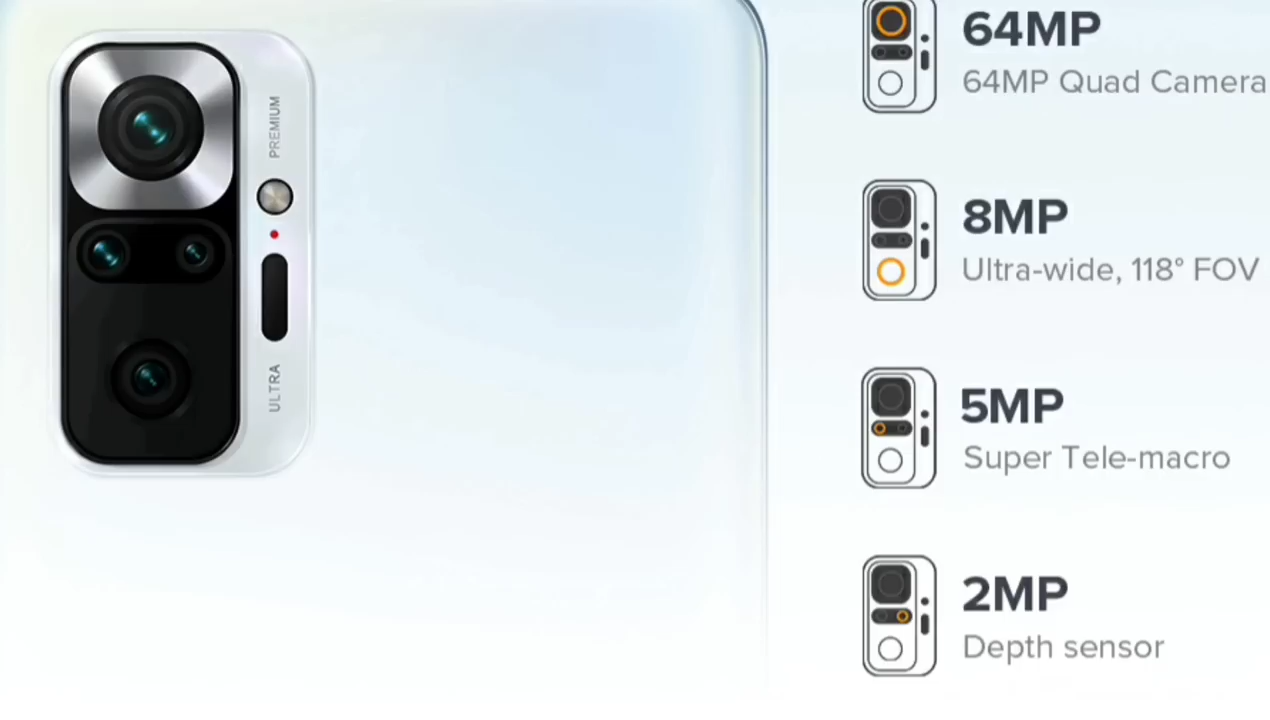 PREMIUM
ULTRA
64MP
64MP Quad Camera
8MP
Ultra-wide, 118° FOV
5MP
Super Tele-macro
2MP
Depth sensor